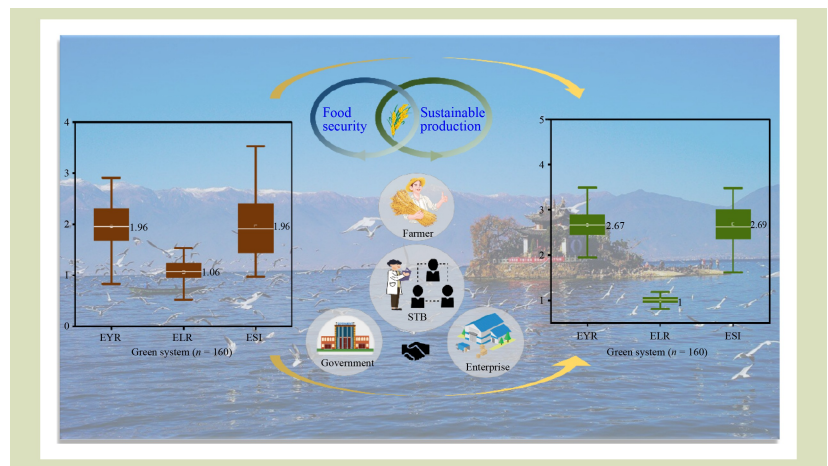 Food
security
Sustainable
production
4
3
2
1
0
1.96
1.06
1.96
EYR ELR ESI
Green system (n = 160)
Farmer
STB
Government
Enterprise
5
4
3
2
1
2.67
1
2.69
EYR ELR ESI
Green system (n = 160)